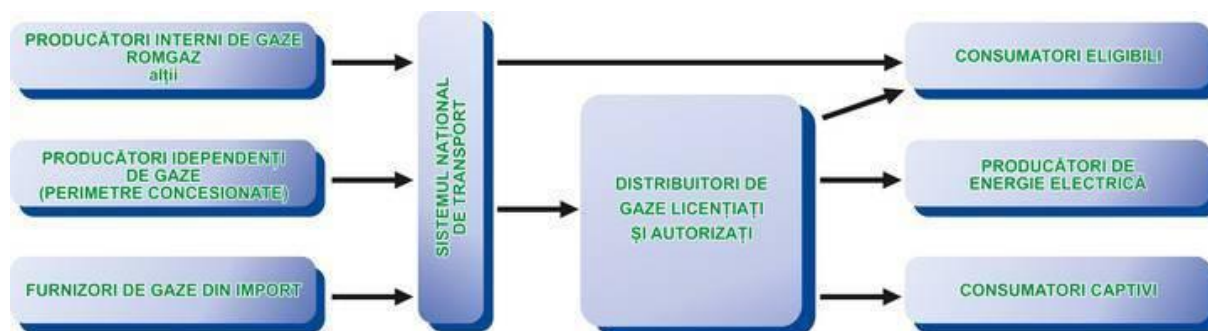 PRODUCĂTORI INTERNI DE GAZE
ROMGAZ
alții
PRODUCĂTORI IDEPENDENȚI
DE GAZE
(PERIMETRE CONCESIONATE)
FURNIZORI DE GAZE DIN IMPORT
SISTEMUL NAȚIONAL
DE TRANSPORT
DISTRIBUITORI DE
GAZE LICENȚIAȚI
ȘI AUTORIZAȚI
CONSUMATORI ELIGIBILI
PRODUCĂTORI DE
ENERGIE ELECTRICĂ
CONSUMATORI CAPTIVI